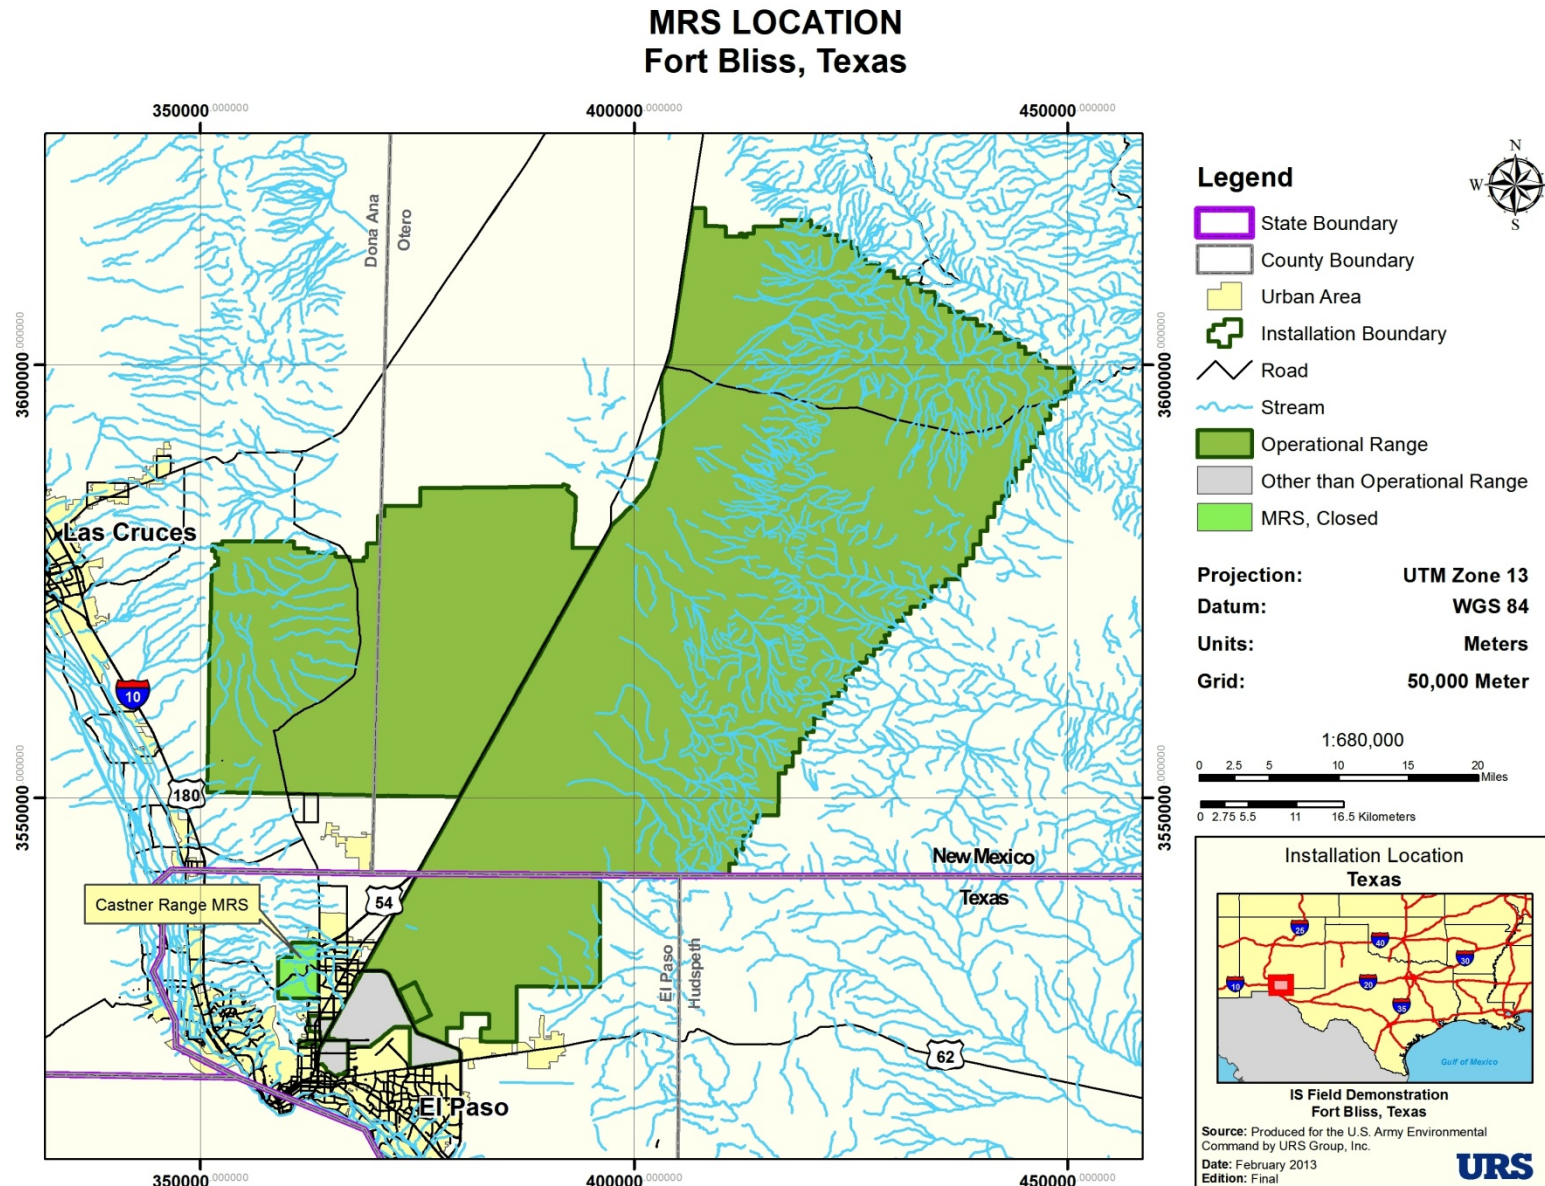 MRS LOCATION
Fort Bliss, Texas
350000.000000
400000.000000
450000.000000
3600000.000000
3550000.000000
3600000.000000
3550000.000000
350000.000000
400000.000000
450000.000000
Dona Ana
Otero
Las Cruces
10
180
New Mexico
Texas
Castner Range MRS
54
El Paso
Hudspeth
62
El Paso
Legend
N
W
S
State Boundary
County Boundary
Urban Area
Installation Boundary
Road
Stream
Operational Range
Other than Operational Range
MRS, Closed
Projection: UTM Zone 13
Datum: WGS 84
Units: Meters
Grid: 50,000 Meter
1:680,000
0 2.5 5 10 15 20 Miles
0 2.75 5.5 11 16.5 Kilometers
Installation Location
Texas
25
40
30
10
20
35
Gulf of Mexico
IS Field Demonstration
Fort Bliss, Texas
Source: Produced for the U.S. Army Environmental
Command by URS Group, Inc.
Date: February 2013
Edition: Final
URS